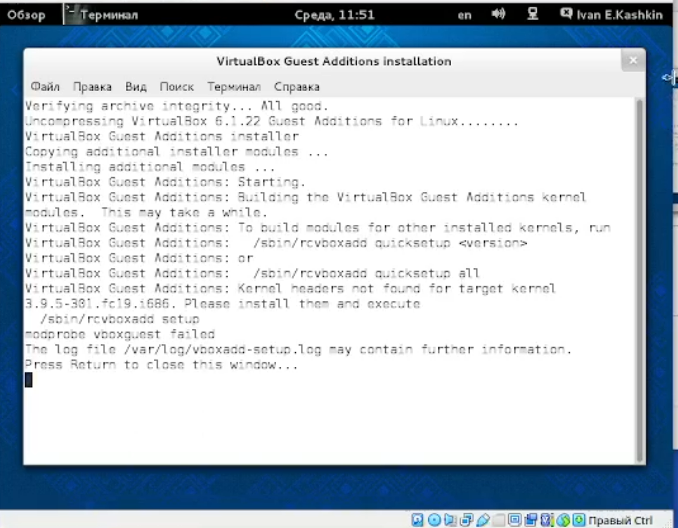 Обзор Терминал Среда, 11:51 en Ivan E.Kashkin
VirtualBox Guest Additions installation
Файл Правка Вид Поиск Терминал Справка
Verifying archive integrity... All good.
Uncompressing VirtualBox 6.1.22 Guest Additions for Linux........
VirtualBox Guest Additions installer
Copying additional installer modules ...
Installing additional modules ...
VirtualBox Guest Additions: Starting.
VirtualBox Guest Additions: Building the VirtualBox Guest Additions kernel
modules.  This may take a while.
VirtualBox Guest Additions: To build modules for other installed kernels, run
VirtualBox Guest Additions:   /sbin/rcvboxadd quicksetup <version>
VirtualBox Guest Additions: or
VirtualBox Guest Additions:   /sbin/rcvboxadd quicksetup all
VirtualBox Guest Additions: Kernel headers not found for target kernel
3.9.5-301.fc19.i686. Please install them and execute
  /sbin/rcvboxadd setup
modprobe vboxguest failed
The log file /var/log/vboxadd-setup.log may contain further information.
Press Return to close this window...
Правый Ctrl